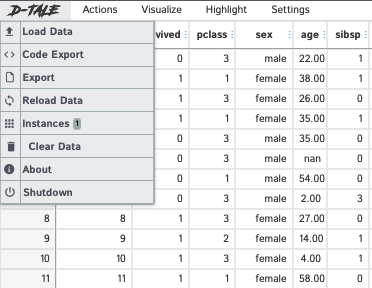 D-TALE Actions Visualize Highlight Settings
Load Data
Code Export
Export
Reload Data
Instances 1
Clear Data
About
Shutdown
vived pclass sex age sibsp
0 3 male 22.00 1
1 1 female 38.00 1
1 3 female 26.00 0
1 1 female 35.00 1
0 3 male 35.00 0
0 3 male nan 0
0 1 male 54.00 0
0 3 male 2.00 3
8 8 1 3 female 27.00 0
9 9 1 2 female 14.00 1
10 10 1 3 female 4.00 1
11 11 1 1 female 58.00 0